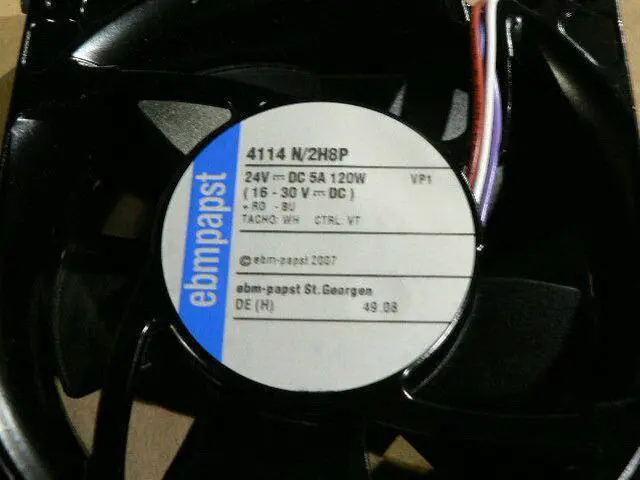 ebmpapst
4114 N/2H8P
24V ⎓ DC 5A 120W VP1
(16 - 30 V ⎓ DC)
+ RD - BU
TACHO: WH CTRL: VT
© ebm-papst 2007
ebm-papst St.Georgen
DE (H) 49.08